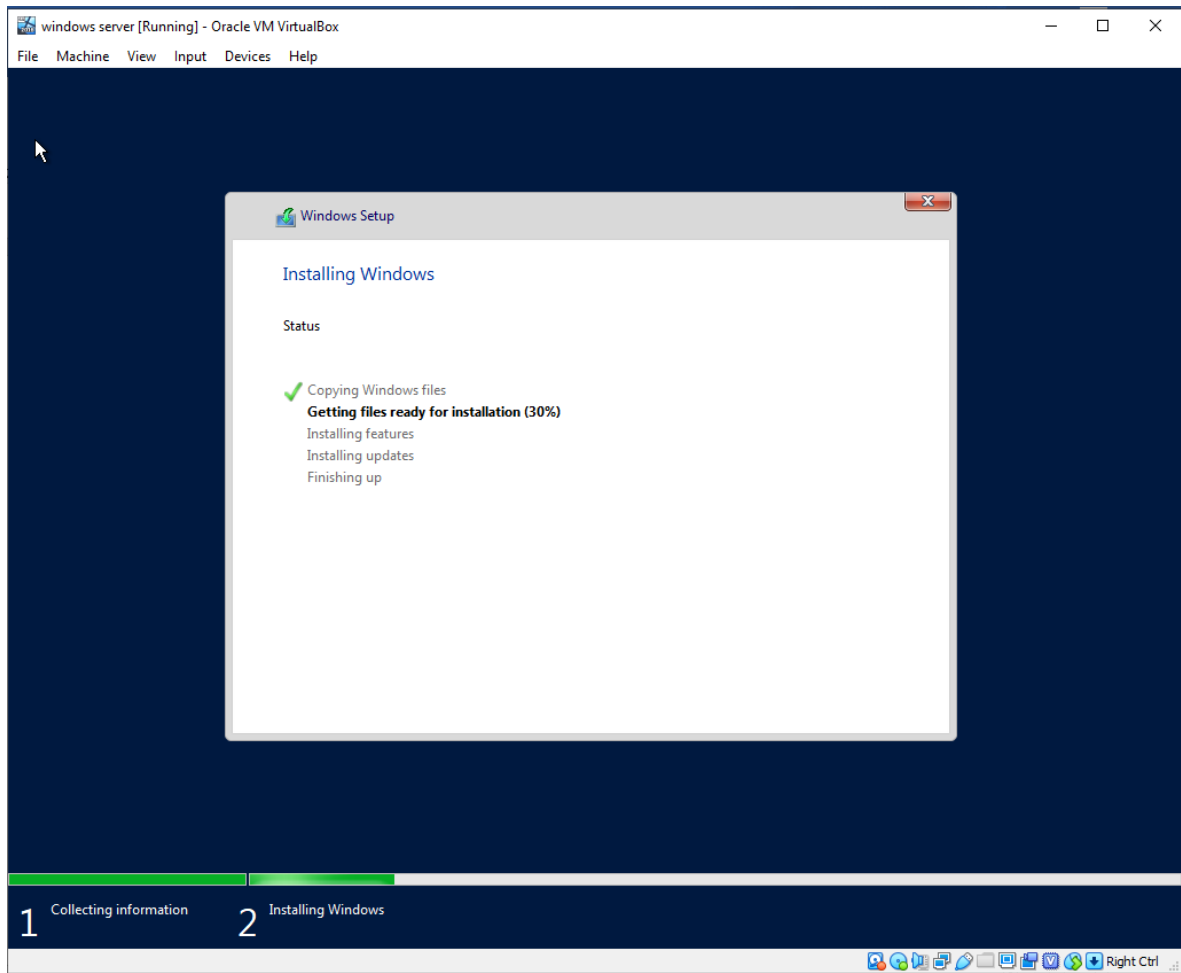 windows server [Running] - Oracle VM VirtualBox
File Machine View Input Devices Help
Windows Setup
Installing Windows
Status
Copying Windows files
Getting files ready for installation (30%)
Installing features
Installing updates
Finishing up
1 Collecting information 2 Installing Windows
Right Ctrl